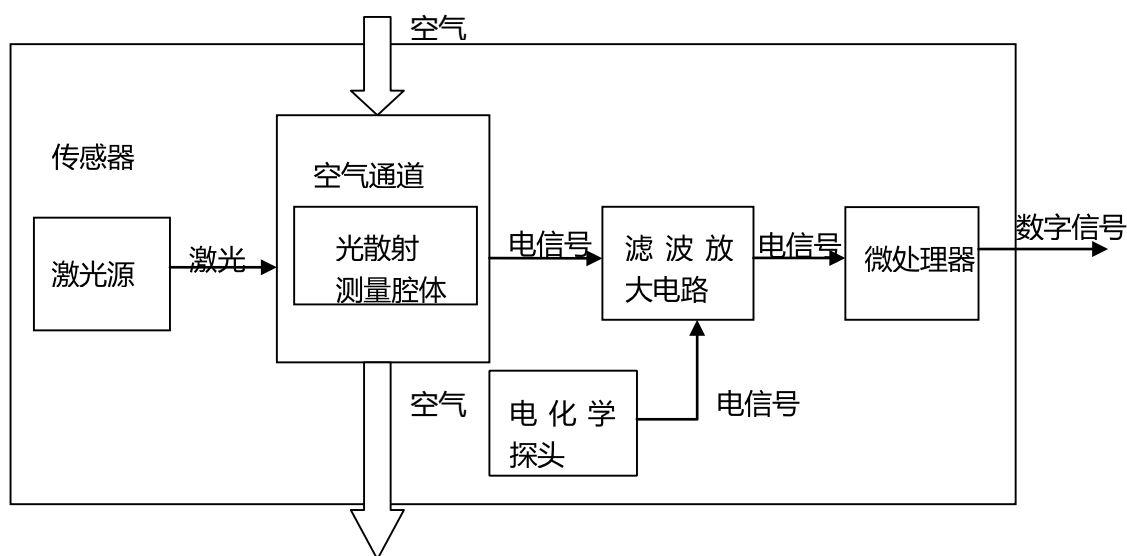 空气
传感器
空气通道
激光源
激光
光散射
测量腔体
电信号
滤波放
大电路
电信号
微处理器
数字信号
空气
电化学
探头
电信号